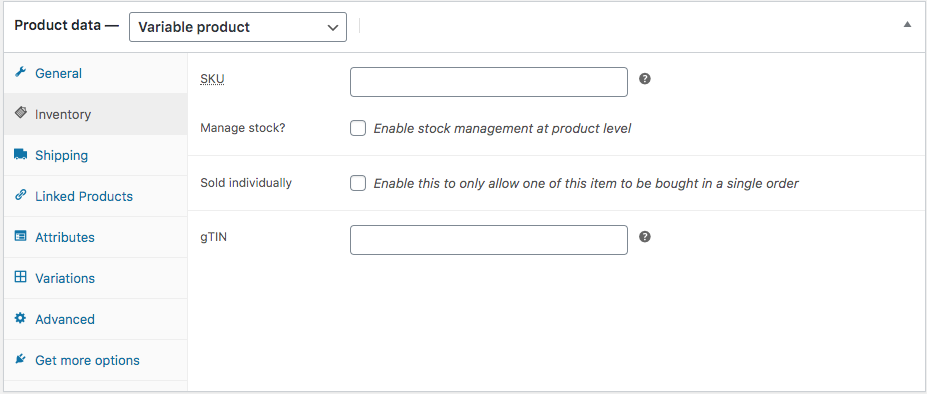 Product data — Variable product
General
Inventory
Shipping
Linked Products
Attributes
Variations
Advanced
Get more options
SKU ?
Manage stock? Enable stock management at product level
Sold individually Enable this to only allow one of this item to be bought in a single order
gTIN ?